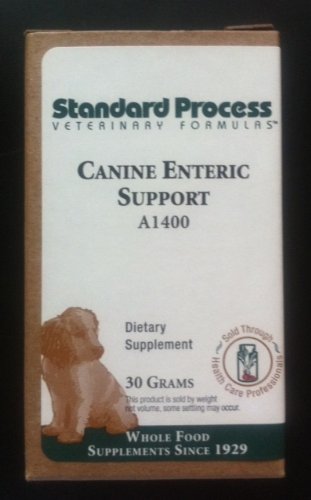 Standard Process
VETERINARY FORMULAS™
CANINE ENTERIC
SUPPORT
A1400
Dietary
Supplement
Sold Through
Health Care Professionals
30 GRAMS
This product is sold by weight
not volume, some settling may occur.
WHOLE FOOD
SUPPLEMENTS SINCE 1929